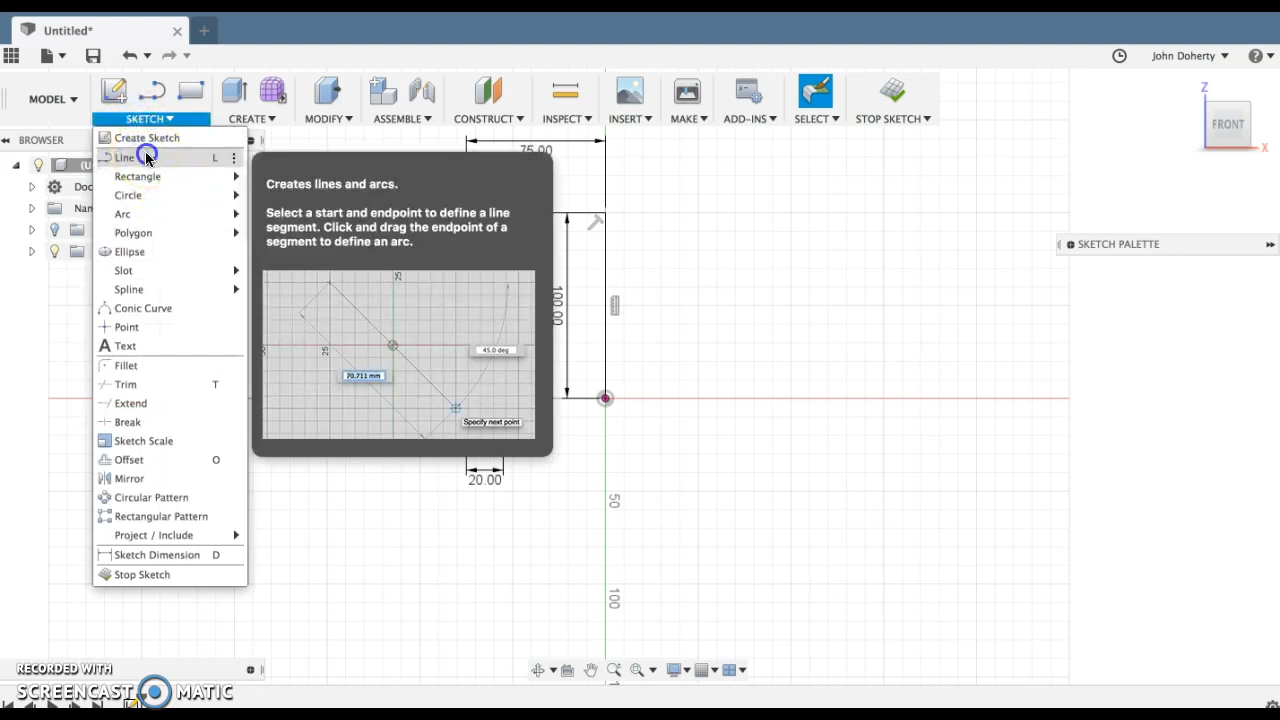 Untitled*
John Doherty
MODEL
SKETCH
CREATE
MODIFY
ASSEMBLE
CONSTRUCT
INSPECT
INSERT
MAKE
ADD-INS
SELECT
STOP SKETCH
Z
FRONT
X
BROWSER
Create Sketch
Line L
Rectangle
Circle
Arc
Polygon
Ellipse
Slot
Spline
Conic Curve
Point
Text
Fillet
Trim T
Extend
Break
Sketch Scale
Offset O
Mirror
Circular Pattern
Rectangular Pattern
Project / Include
Sketch Dimension D
Stop Sketch
Creates lines and arcs.
Select a start and endpoint to define a line
segment. Click and drag the endpoint of a
segment to define an arc.
25
25
45.0 deg
70.711 mm
Specify next point
75.00
100.00
20.00
50
100
SKETCH PALETTE
RECORDED WITH
SCREENCAST MATIC